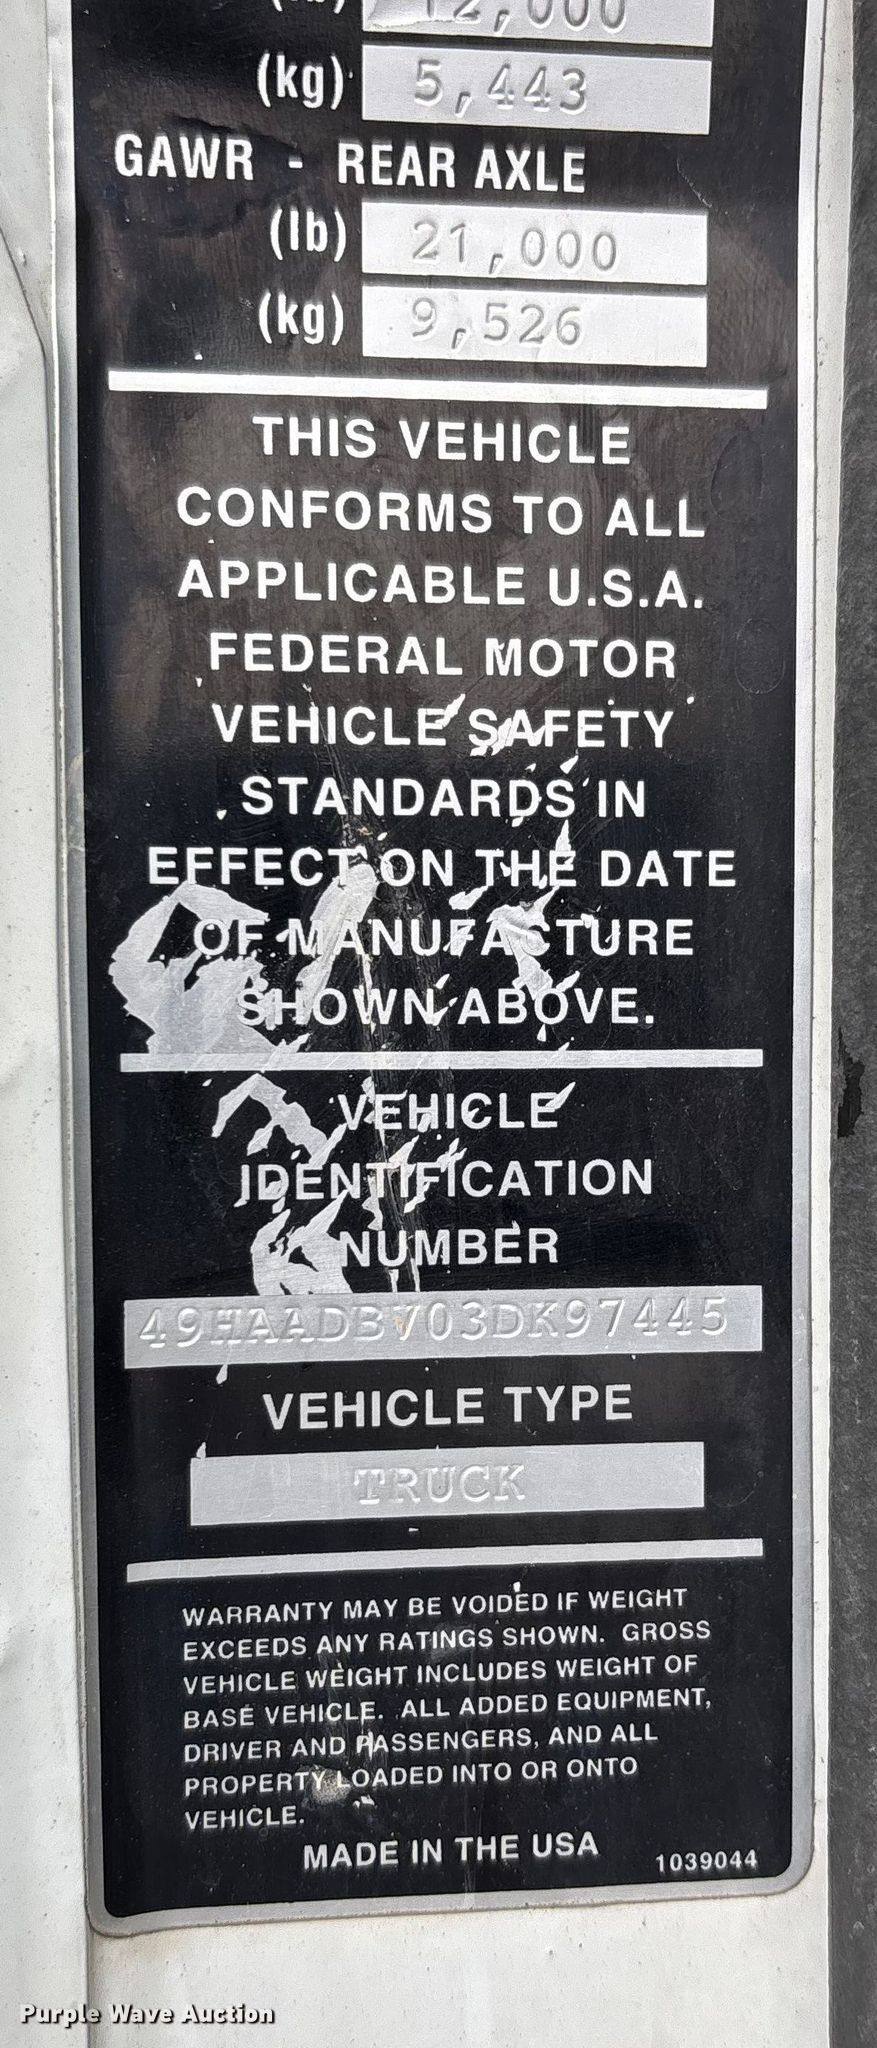 12,000
(kg) 5,443
GAWR - REAR AXLE
(lb) 21,000
(kg) 9,526
THIS VEHICLE
CONFORMS TO ALL
APPLICABLE U.S.A.
FEDERAL MOTOR
VEHICLE SAFETY
STANDARDS IN
EFFECT ON THE DATE
OF MANUFACTURE
SHOWN ABOVE.
VEHICLE
IDENTIFICATION
NUMBER
49HAADBV03DK97445
VEHICLE TYPE
TRUCK
WARRANTY MAY BE VOIDED IF WEIGHT
EXCEEDS ANY RATINGS SHOWN. GROSS
VEHICLE WEIGHT INCLUDES WEIGHT OF
BASE VEHICLE. ALL ADDED EQUIPMENT,
DRIVER AND PASSENGERS, AND ALL
PROPERTY LOADED INTO OR ONTO
VEHICLE.
MADE IN THE USA 1039044
Purple Wave Auction